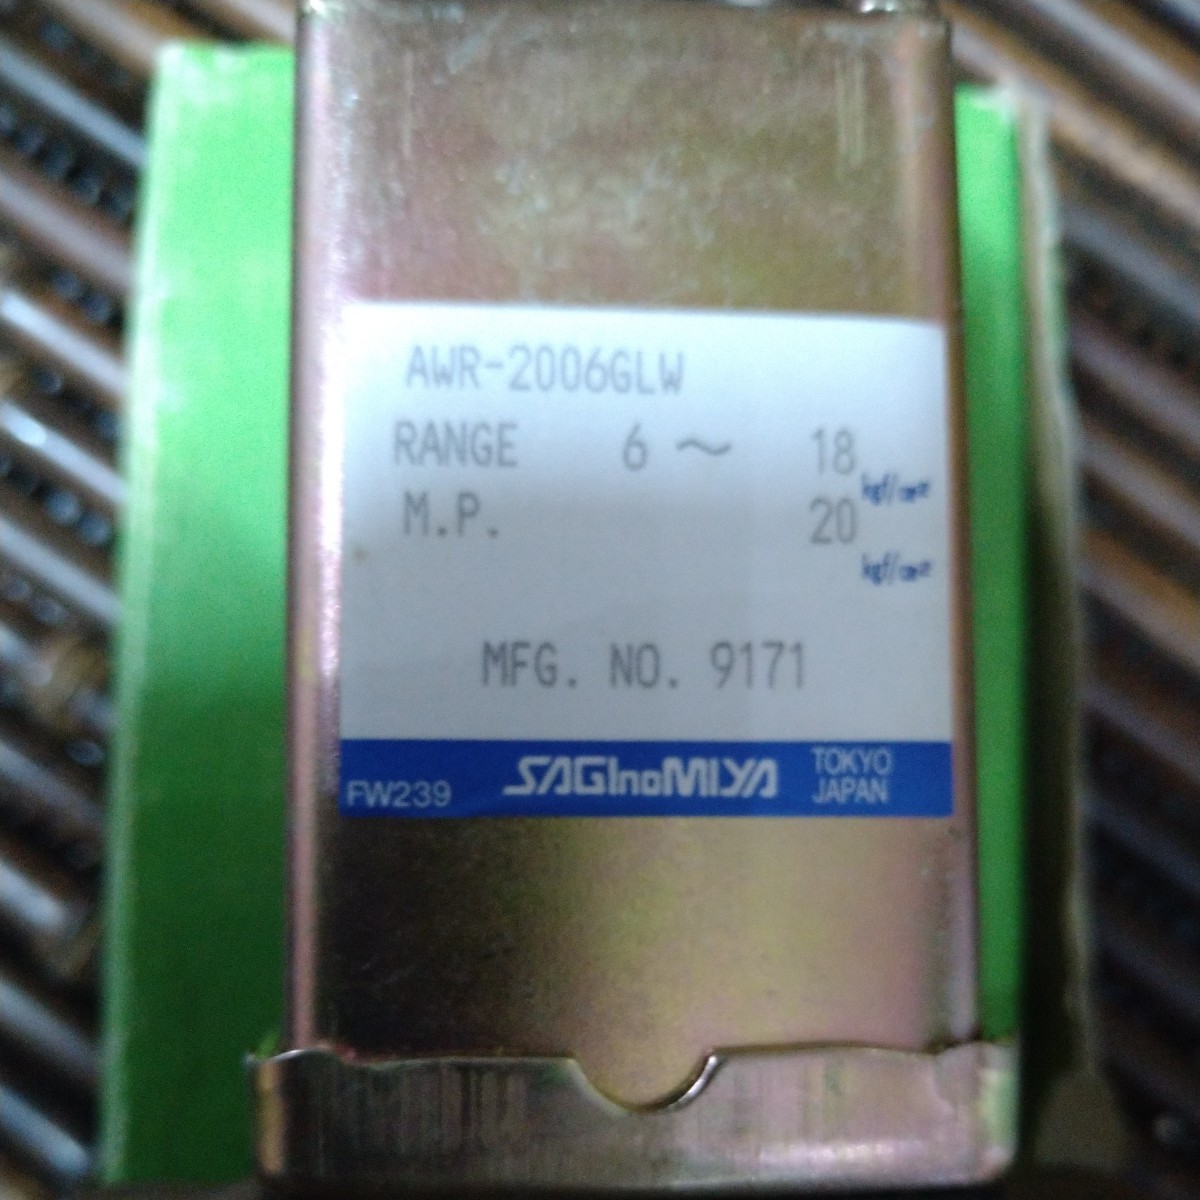 AWR-2006GLW
RANGE 6 ～ 18 kgf/cm²
M.P. 20 kgf/cm²
MFG. NO. 9171
FW239 SAGInoMIYA TOKYO JAPAN